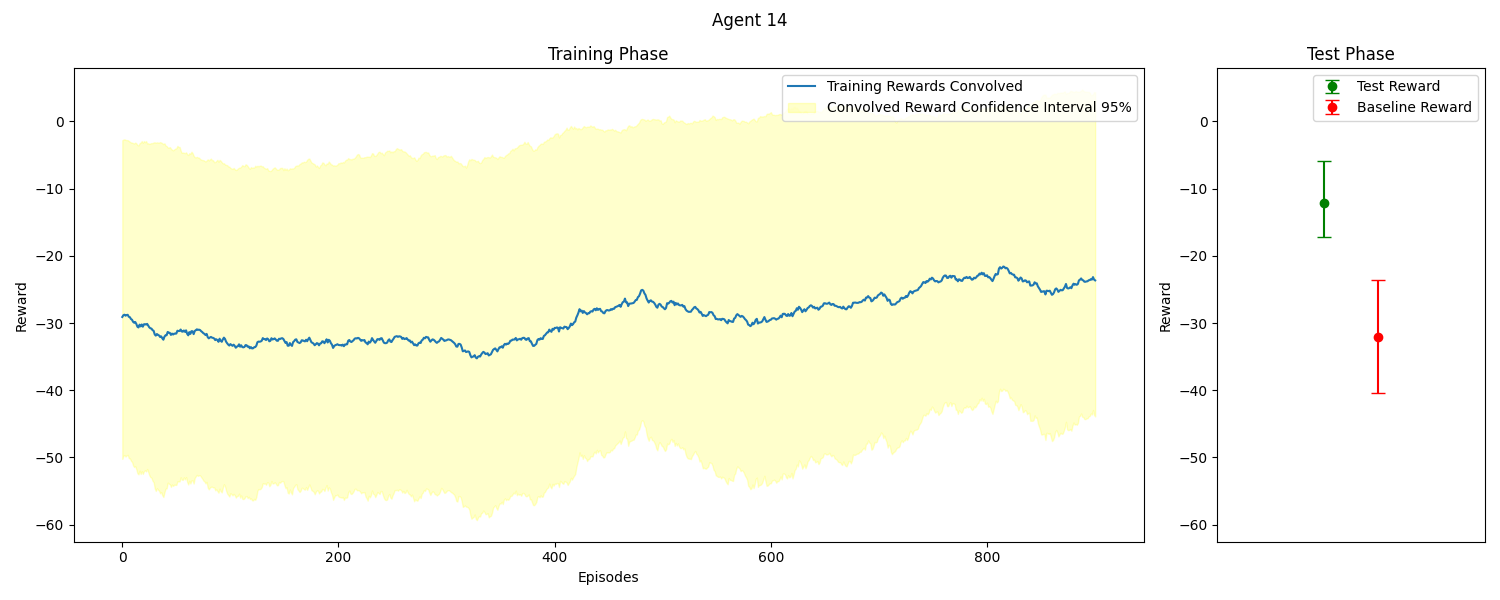 Agent 14
Training Phase
Training Rewards Convolved
Convolved Reward Confidence Interval 95%
0
−10
−20
−30
−40
−50
−60
Reward
0
200
400
600
800
Episodes
Test Phase
Test Reward
Baseline Reward
0
−10
−20
−30
−40
−50
−60
Reward